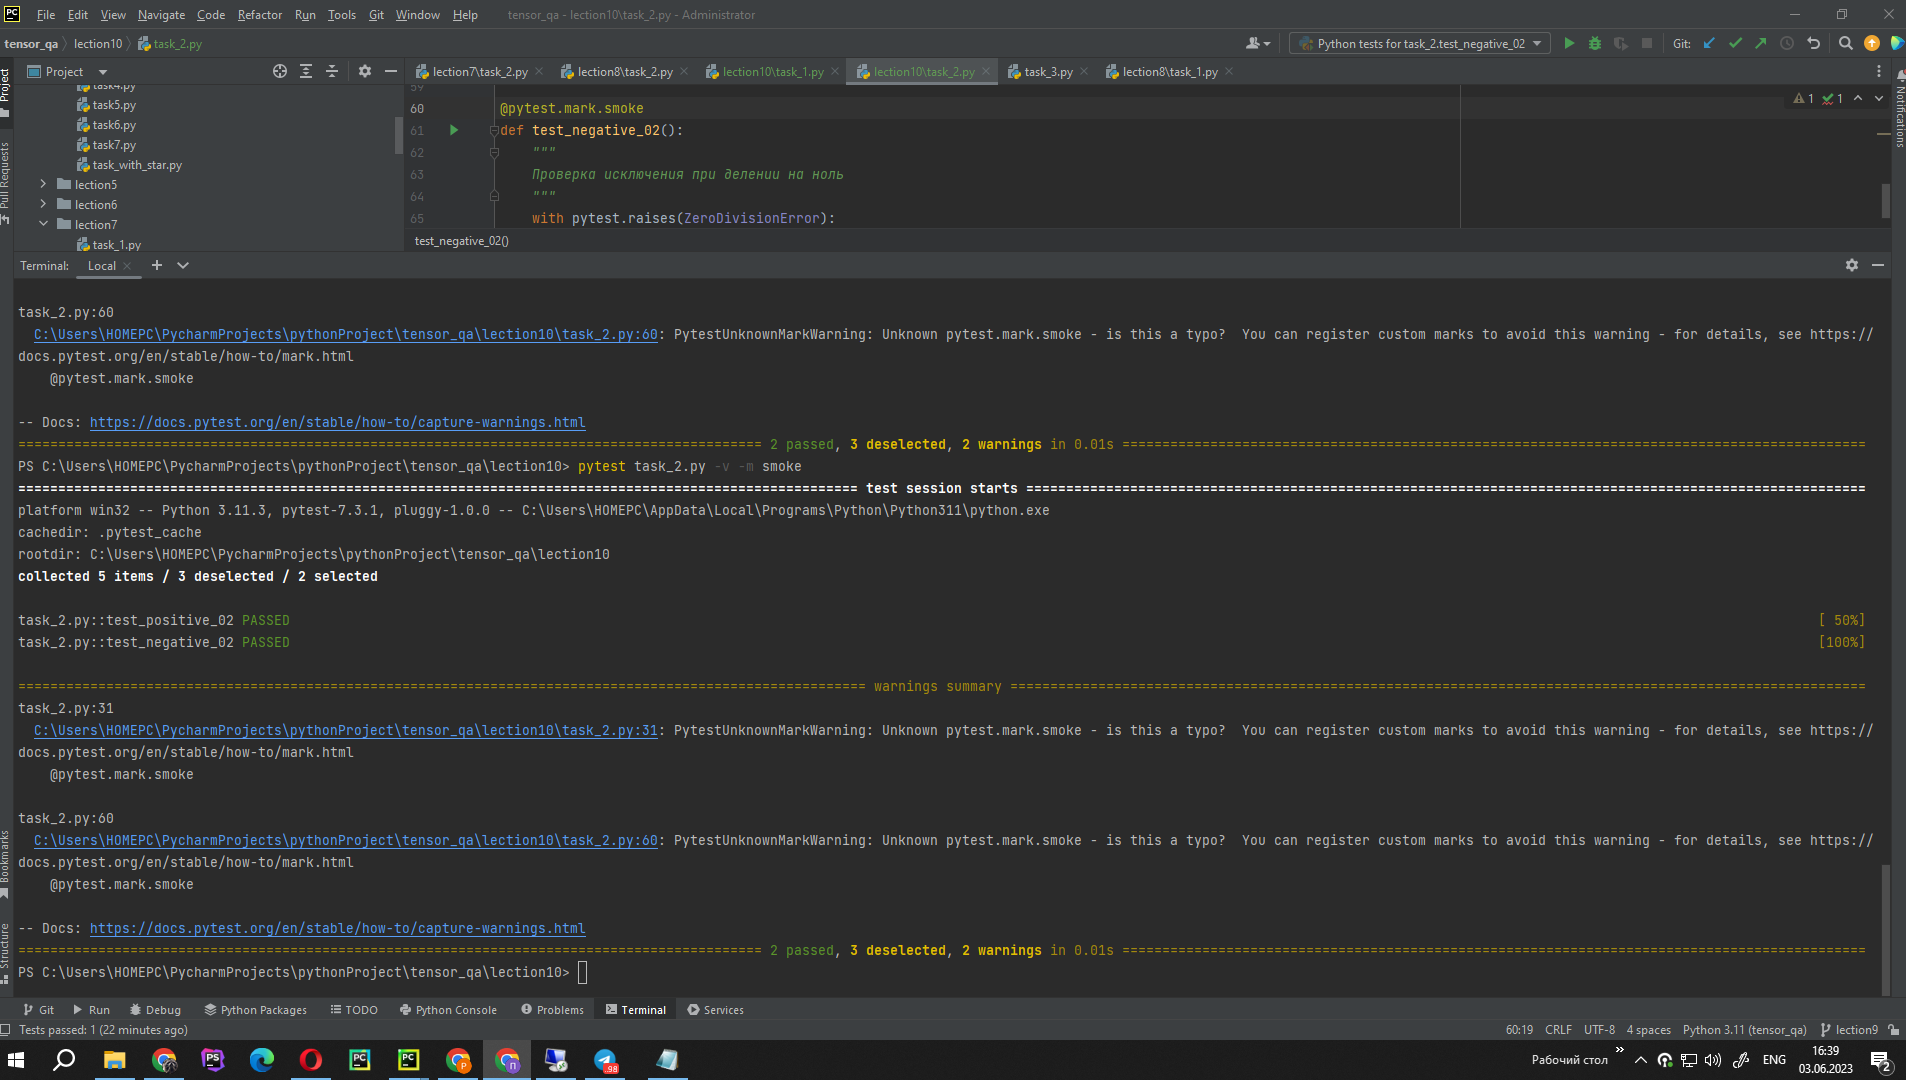 File Edit View Navigate Code Refactor Run Tools Git Window Help tensor_qa - lection10\task_2.py - Administrator
tensor_qa lection10 task_2.py Python tests for task_2.test_negative_02 Git:
Project lection7\task_2.py lection8\task_2.py lection10\task_1.py lection10\task_2.py task_3.py lection8\task_1.py
task4.py
task5.py
task6.py
task7.py
task_with_star.py
lection5
lection6
lection7
task_1.py
59
60 @pytest.mark.smoke
61 def test_negative_02():
62 """
63 Проверка исключения при делении на ноль
64 """
65 with pytest.raises(ZeroDivisionError):
1 1
test_negative_02()
Project
Pull Requests
Bookmarks
Structure
Notifications
Terminal: Local
task_2.py:60
C:\Users\HOMEPC\PycharmProjects\pythonProject\tensor_qa\lection10\task_2.py:60: PytestUnknownMarkWarning: Unknown pytest.mark.smoke - is this a typo?  You can register custom marks to avoid this warning - for details, see https://
docs.pytest.org/en/stable/how-to/mark.html
@pytest.mark.smoke
-- Docs: https://docs.pytest.org/en/stable/how-to/capture-warnings.html
2 passed, 3 deselected, 2 warnings in 0.01s
PS C:\Users\HOMEPC\PycharmProjects\pythonProject\tensor_qa\lection10> pytest task_2.py -v -m smoke
test session starts
platform win32 -- Python 3.11.3, pytest-7.3.1, pluggy-1.0.0 -- C:\Users\HOMEPC\AppData\Local\Programs\Python\Python311\python.exe
cachedir: .pytest_cache
rootdir: C:\Users\HOMEPC\PycharmProjects\pythonProject\tensor_qa\lection10
collected 5 items / 3 deselected / 2 selected
task_2.py::test_positive_02 PASSED [ 50%]
task_2.py::test_negative_02 PASSED [100%]
warnings summary
task_2.py:31
C:\Users\HOMEPC\PycharmProjects\pythonProject\tensor_qa\lection10\task_2.py:31: PytestUnknownMarkWarning: Unknown pytest.mark.smoke - is this a typo?  You can register custom marks to avoid this warning - for details, see https://
docs.pytest.org/en/stable/how-to/mark.html
@pytest.mark.smoke
task_2.py:60
C:\Users\HOMEPC\PycharmProjects\pythonProject\tensor_qa\lection10\task_2.py:60: PytestUnknownMarkWarning: Unknown pytest.mark.smoke - is this a typo?  You can register custom marks to avoid this warning - for details, see https://
docs.pytest.org/en/stable/how-to/mark.html
@pytest.mark.smoke
-- Docs: https://docs.pytest.org/en/stable/how-to/capture-warnings.html
2 passed, 3 deselected, 2 warnings in 0.01s
PS C:\Users\HOMEPC\PycharmProjects\pythonProject\tensor_qa\lection10>
Git Run Debug Python Packages TODO Python Console Problems Terminal Services
Tests passed: 1 (22 minutes ago) 60:19 CRLF UTF-8 4 spaces Python 3.11 (tensor_qa) lection9
Рабочий стол ENG 16:39
03.06.2023
2
.98